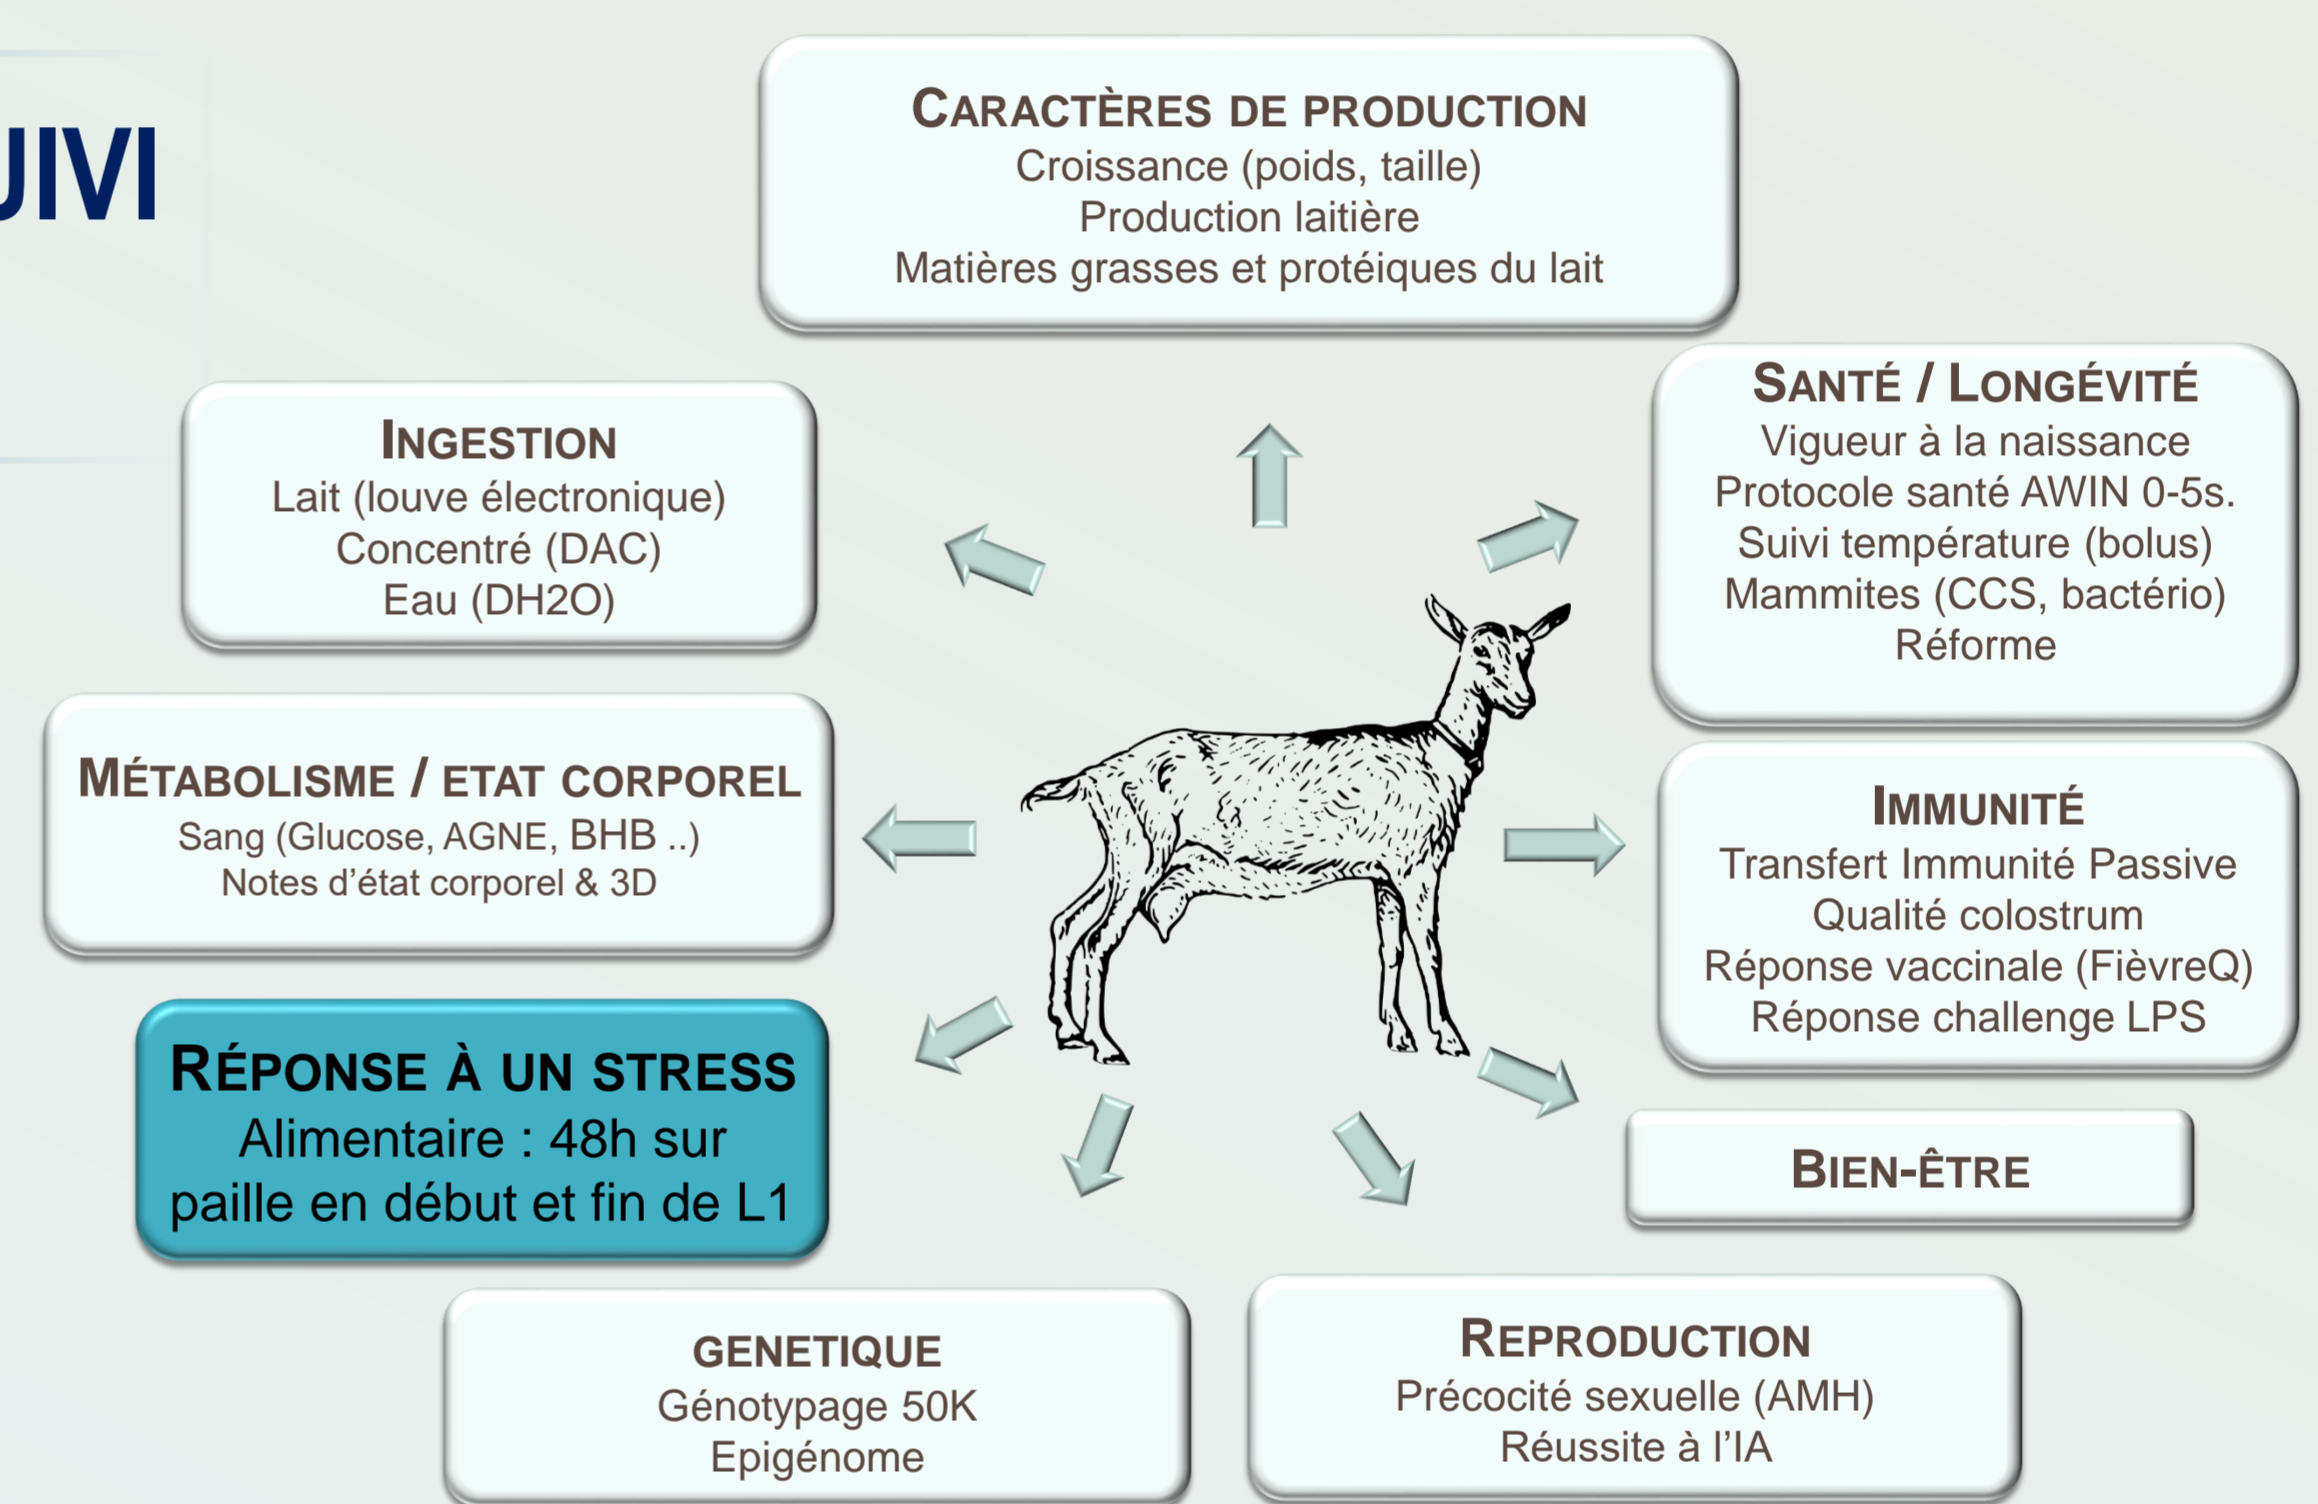 UIVI
CARACTÈRES DE PRODUCTION
Croissance (poids, taille)
Production laitière
Matières grasses et protéiques du lait
INGESTION
Lait (louve électronique)
Concentré (DAC)
Eau (DH2O)
SANTÉ / LONGÉVITÉ
Vigueur à la naissance
Protocole santé AWIN 0-5s.
Suivi température (bolus)
Mammites (CCS, bactério)
Réforme
MÉTABOLISME / ETAT CORPOREL
Sang (Glucose, AGNE, BHB ..)
Notes d'état corporel & 3D
IMMUNITÉ
Transfert Immunité Passive
Qualité colostrum
Réponse vaccinale (FièvreQ)
Réponse challenge LPS
RÉPONSE À UN STRESS
Alimentaire : 48h sur
paille en début et fin de L1
BIEN-ÊTRE
GENETIQUE
Génotypage 50K
Epigénome
REPRODUCTION
Précocité sexuelle (AMH)
Réussite à l'IA